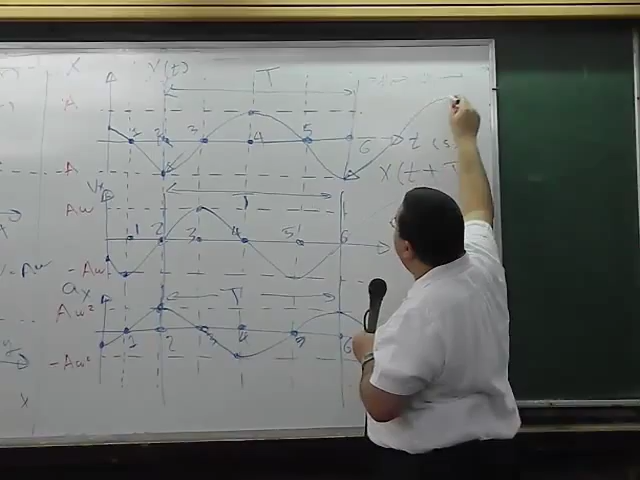 X X(t)
T
A
1 2 3 4 5 6 t (s)
-A
X(t + T
Vx
Aω T
1 2 3 4 5 6
-Aω
ax
Aω² T
1 2 3 4 5 6
-Aω²
-Aω
y
X